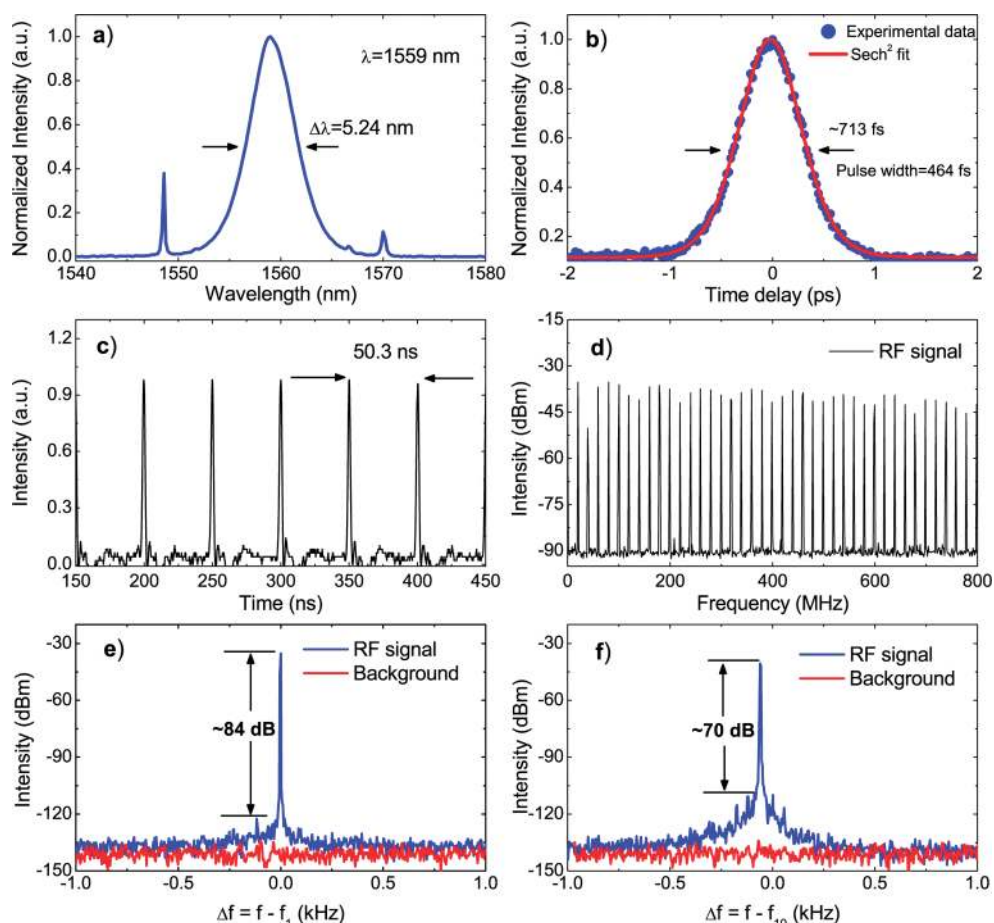 a)
λ=1559 nm
Δλ=5.24 nm
Normalized Intensity (a.u.)
1.0
0.8
0.6
0.4
0.2
0.0
1540 1550 1560 1570 1580
Wavelength (nm)
b)
Experimental data
Sech² fit
~713 fs
Pulse width=464 fs
Normalized Intensity (a.u.)
1.0
0.8
0.6
0.4
0.2
-2 -1 0 1 2
Time delay (ps)
c)
50.3 ns
Intensity (a.u.)
1.2
0.9
0.6
0.3
0.0
150 200 250 300 350 400 450
Time (ns)
d)
RF signal
Intensity (dBm)
-15
-30
-45
-60
-75
-90
0 200 400 600 800
Frequency (MHz)
e)
RF signal
Background
~84 dB
Intensity (dBm)
-30
-60
-90
-120
-150
-1.0 -0.5 0.0 0.5 1.0
Δf = f - f₁ (kHz)
f)
RF signal
Background
~70 dB
Intensity (dBm)
-30
-60
-90
-120
-150
-1.0 -0.5 0.0 0.5 1.0
Δf = f - f₁₉ (kHz)